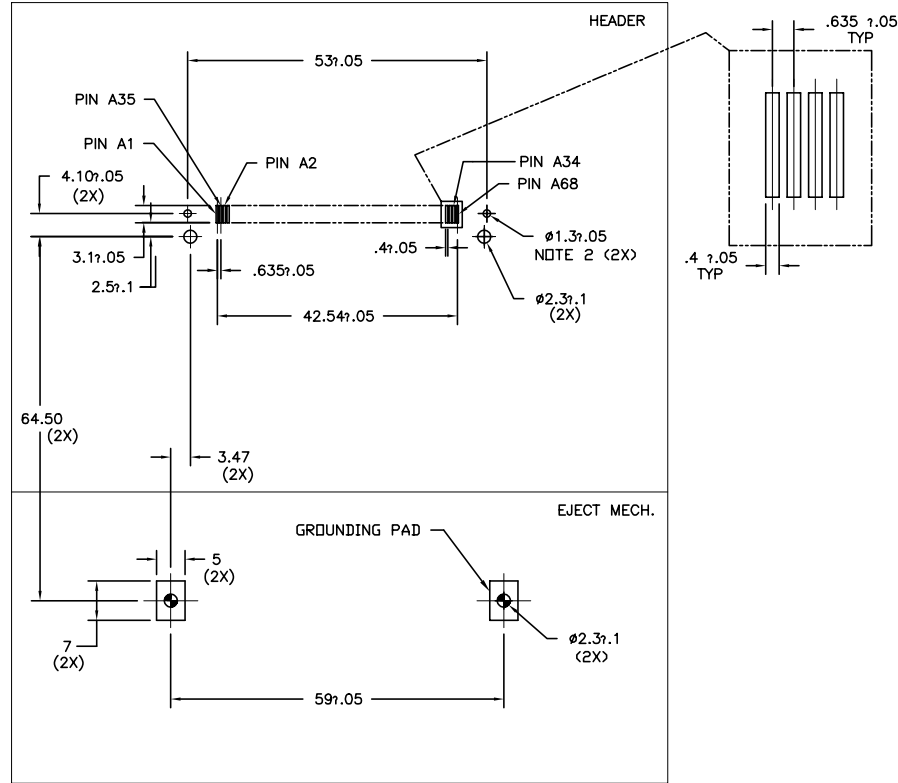 HEADER
.635 ?.05
TYP
53?.05
PIN A35
PIN A1
PIN A2
PIN A34
PIN A68
4.10?.05
(2X)
3.1?.05
2.5?.1
.635?.05
.4?.05
42.54?.05
ø1.3?.05
NOTE 2 (2X)
ø2.3?.1
(2X)
.4 ?.05
TYP
64.50
(2X)
3.47
(2X)
EJECT MECH.
GROUNDING PAD
5
(2X)
7
(2X)
ø2.3?.1
(2X)
59?.05